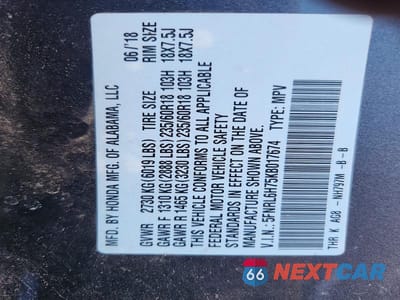 MFD. BY HONDA MFG OF ALABAMA, LLC 06/'18
GVWR 2730 KG(6019 LBS) TIRE SIZE RIM SIZE
GAWR F 1310 KG(2888 LBS) 235/60R18 103H 18X7.5J
GAWR R 1465 KG(3230 LBS) 235/60R18 103H 18X7.5J
THIS VEHICLE CONFORMS TO ALL APPLICABLE
FEDERAL MOTOR VEHICLE SAFETY
STANDARDS IN EFFECT ON THE DATE OF
MANUFACTURE SHOWN ABOVE.
V.I.N.: 5FNRL6H75KB017674 TYPE: MPV
THR K AG8 - NH797M -B -B
66 NEXTCAR